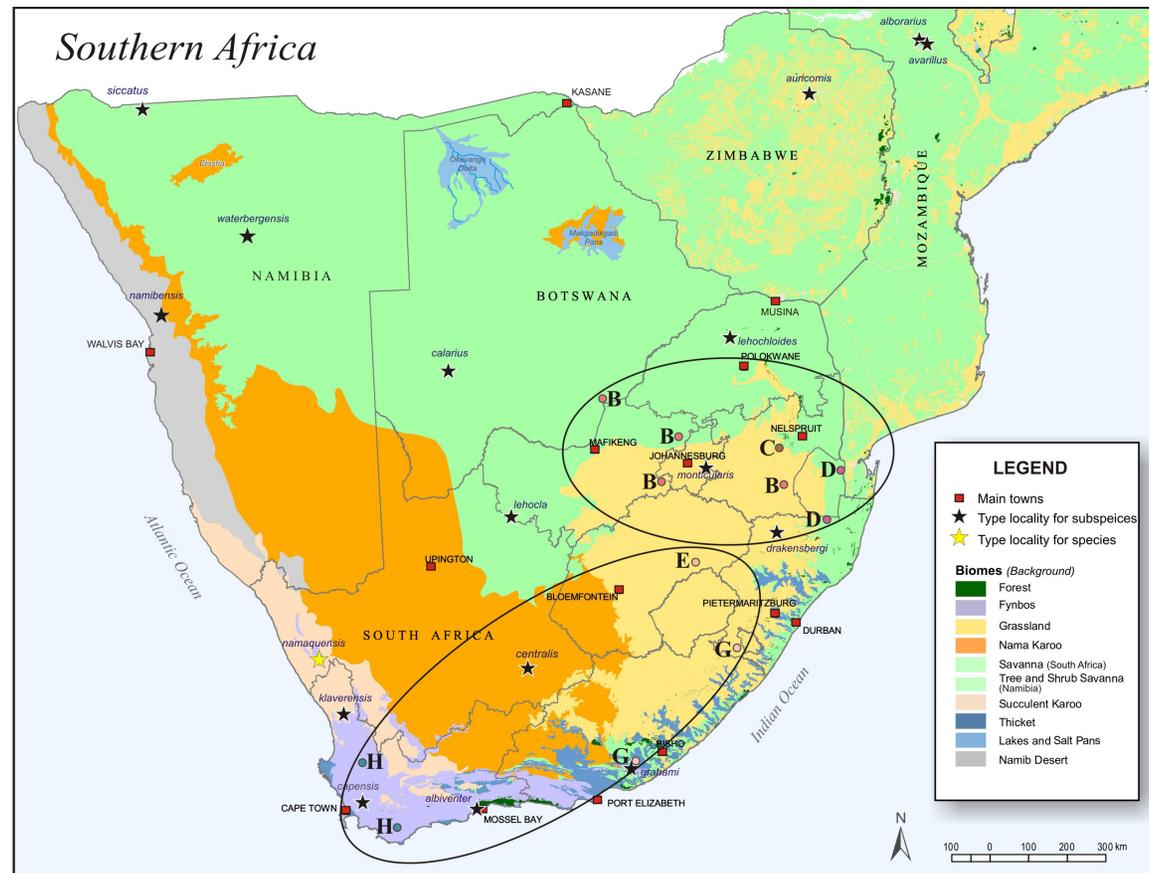 Southern Africa
alborarius
avarillus
siccatus
KASANE
auricomis
ZIMBABWE
MOZAMBIQUE
Etosha
Okavango
Delta
waterbergensis
Makgadikgadi
Pans
NAMIBIA
BOTSWANA
namibensis
MUSINA
WALVIS BAY
lehochloides
POLOKWANE
calarius
B
NELSPRUIT
MAFIKENG
B
C
JOHANNESBURG
monticularis
D
B
B
lehocla
D
drakensbergi
Atlantic Ocean
UPINGTON
E
BLOEMFONTEIN
PIETERMARITZBURG
DURBAN
SOUTH AFRICA
namaquensis
centralis
G
Indian Ocean
klaverensis
BISHO
G
grahami
H
capensis
albiventer
CAPE TOWN
MOSSEL BAY
PORT ELIZABETH
H
LEGEND
Main towns
Type locality for subspeices
Type locality for species
Biomes (Background)
Forest
Fynbos
Grassland
Nama Karoo
Savanna (South Africa)
Tree and Shrub Savanna
(Namibia)
Succulent Karoo
Thicket
Lakes and Salt Pans
Namib Desert
N
100 0 100 200 300 km